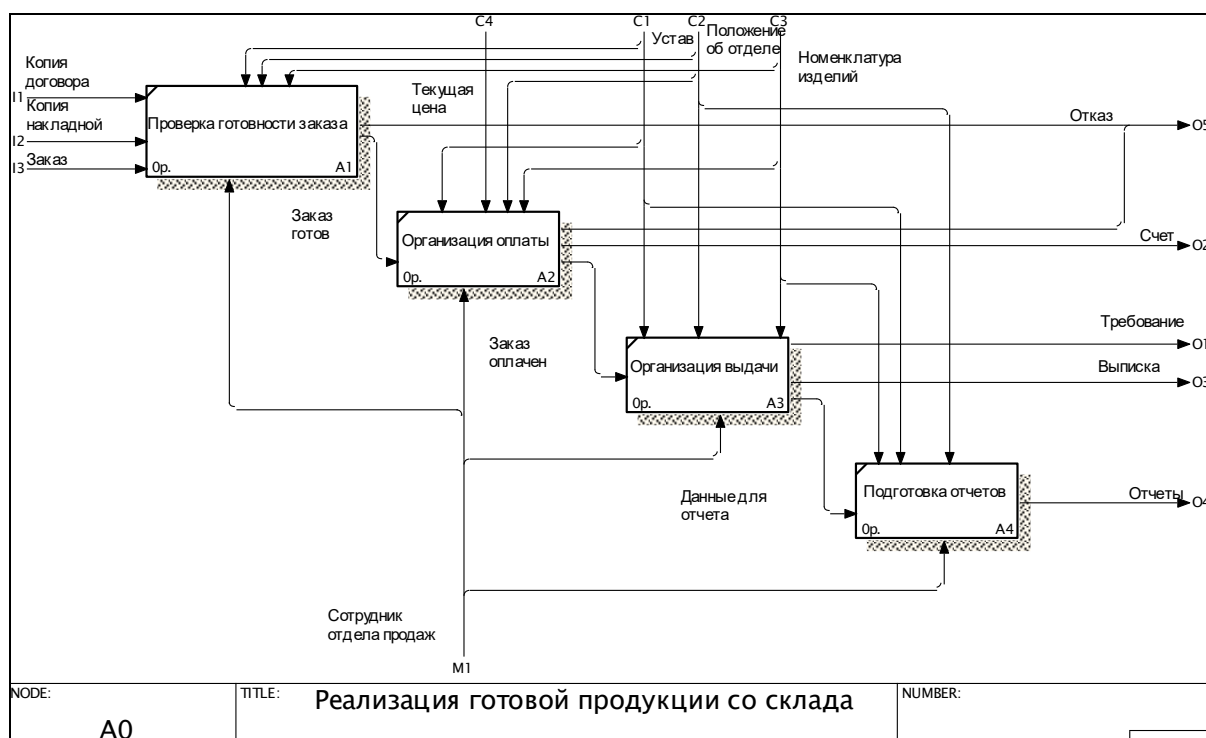 C4
C1
C2
C3
Устав
Положение
об отделе
Номенклатура
изделий
Копия
договора
I1
Копия
накладной
I2
I3
Заказ
Текущая
цена
Проверка готовности заказа
0р.
A1
Отказ
O5
Заказ
готов
Организация оплаты
0р.
A2
Счет
O2
Заказ
оплачен
Организация выдачи
0р.
A3
Требование
O1
Выписка
O3
Данные для
отчета
Подготовка отчетов
0р.
A4
Отчеты
O4
Сотрудник
отдела продаж
M1
NODE:
A0
TITLE:
Реализация готовой продукции со склада
NUMBER: